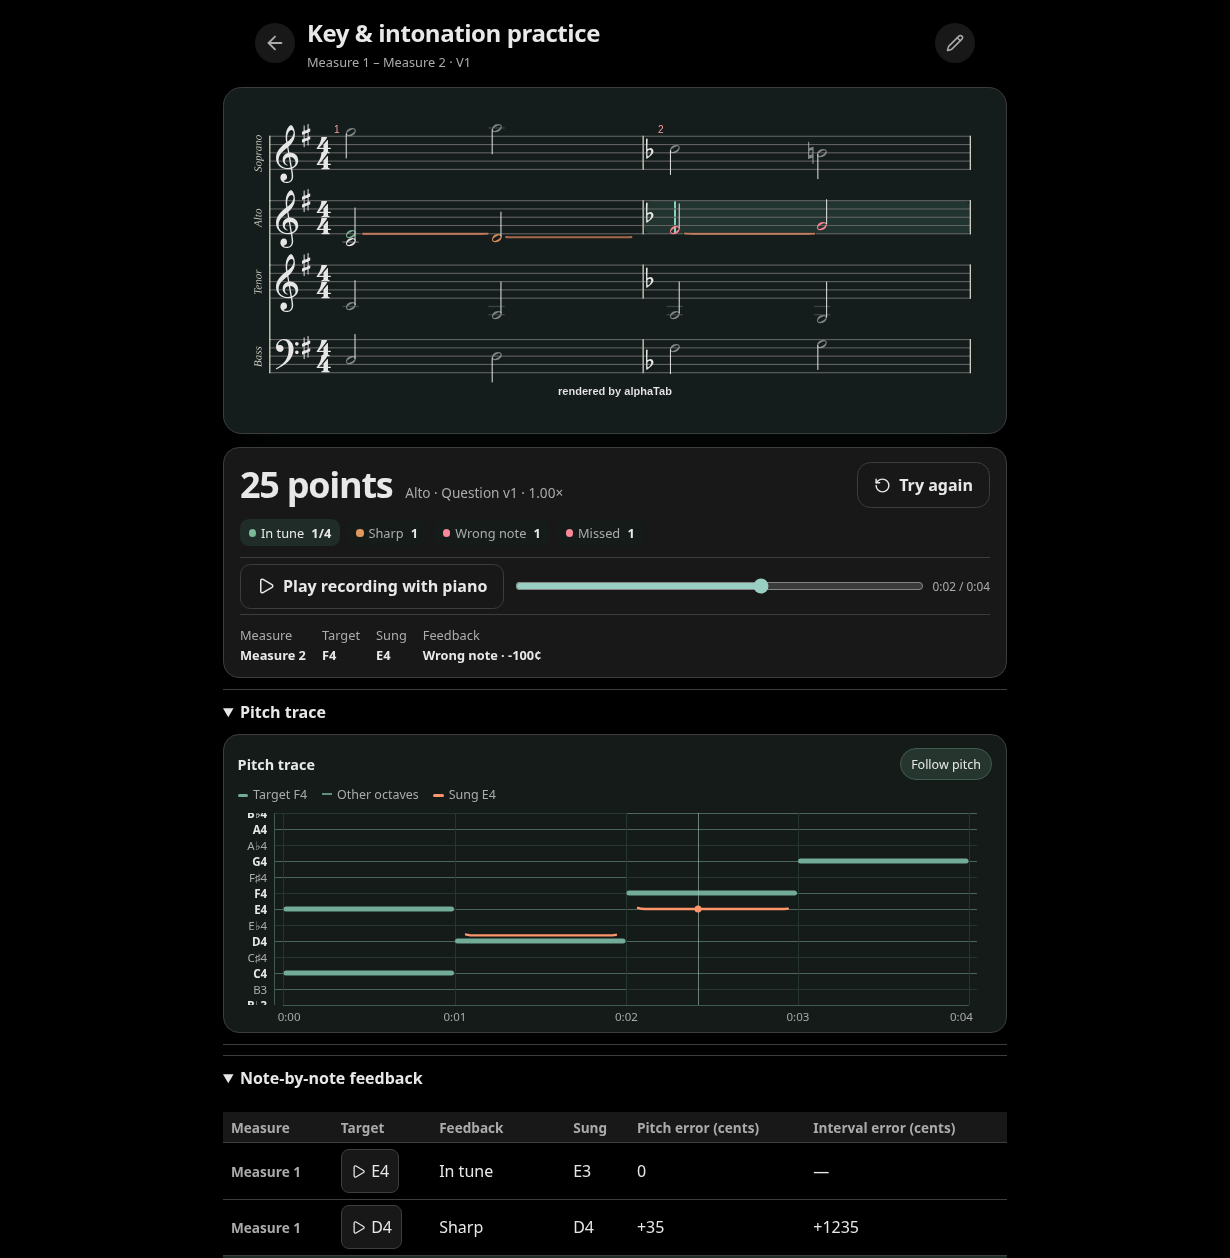 Key & intonation practice
Measure 1 – Measure 2 · V1
1 2
Soprano
Alto
Tenor
Bass
rendered by alphaTab
25 points Alto · Question v1 · 1.00× Try again
In tune 1/4 Sharp 1 Wrong note 1 Missed 1
Play recording with piano 0:02 / 0:04
Measure Target Sung Feedback
Measure 2 F4 E4 Wrong note · -100¢
▼ Pitch trace
Pitch trace Follow pitch
Target F4 Other octaves Sung E4
B♭4
A4
A♭4
G4
F♯4
F4
E4
E♭4
D4
C♯4
C4
B3
0:00 0:01 0:02 0:03 0:04
▼ Note-by-note feedback
Measure Target Feedback Sung Pitch error (cents) Interval error (cents)
Measure 1 E4 In tune E3 0 —
Measure 1 D4 Sharp D4 +35 +1235